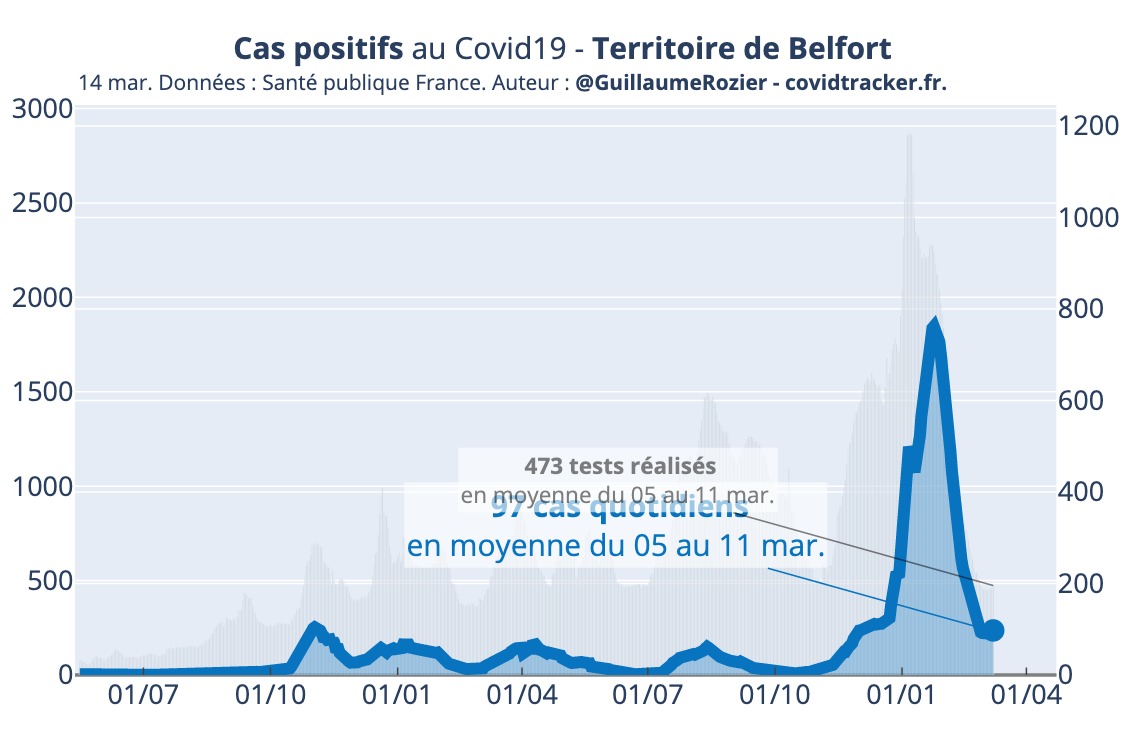 Cas positifs au Covid19 - Territoire de Belfort
14 mar. Données : Santé publique France. Auteur : @GuillaumeRozier - covidtracker.fr.
3000
2500
2000
1500
1000
500
0
1200
1000
800
600
400
200
0
473 tests réalisés
en moyenne du 05 au 11 mar.
97 cas quotidiens
en moyenne du 05 au 11 mar.
01/07 01/10 01/01 01/04 01/07 01/10 01/01 01/04